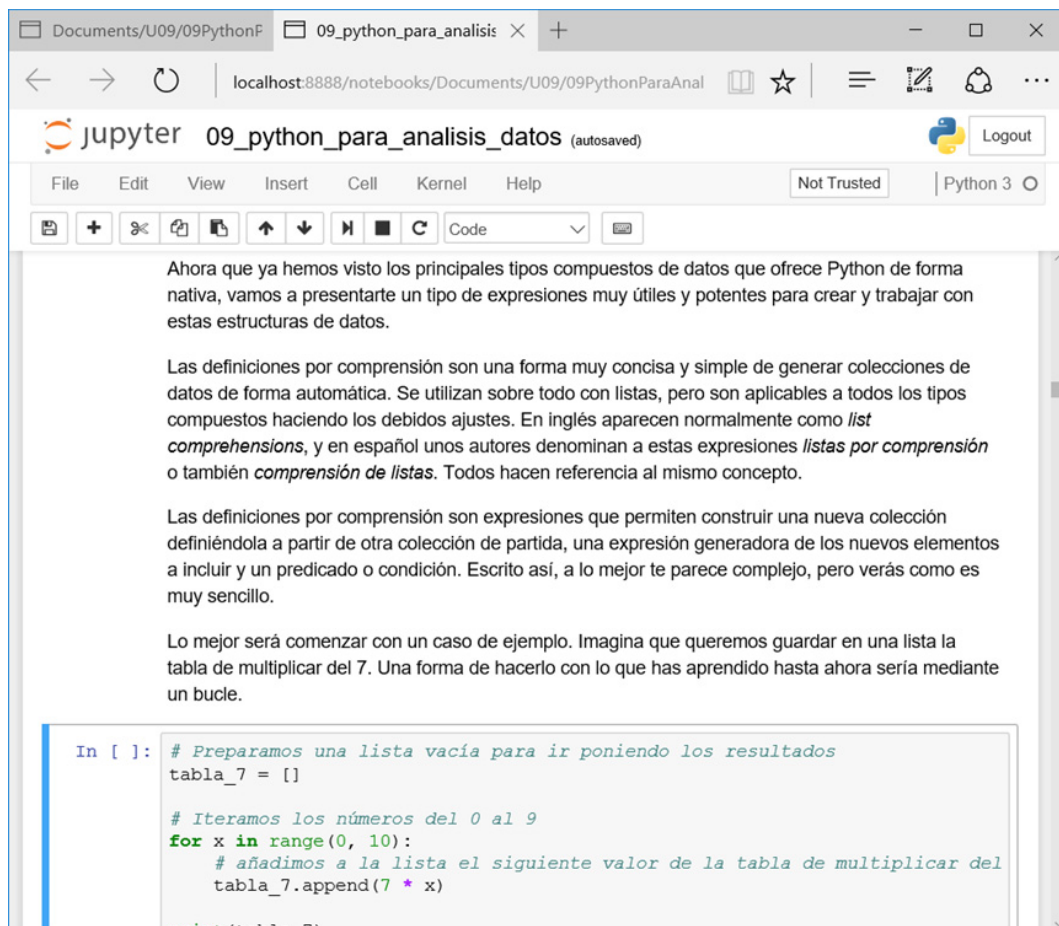 Documents/U09/09PythonP
09_python_para_analisis
localhost:8888/notebooks/Documents/U09/09PythonParaAnal
jupyter 09_python_para_analisis_datos (autosaved) Logout
File Edit View Insert Cell Kernel Help Not Trusted Python 3
Code
Ahora que ya hemos visto los principales tipos compuestos de datos que ofrece Python de forma
nativa, vamos a presentarte un tipo de expresiones muy útiles y potentes para crear y trabajar con
estas estructuras de datos.
Las definiciones por comprensión son una forma muy concisa y simple de generar colecciones de
datos de forma automática. Se utilizan sobre todo con listas, pero son aplicables a todos los tipos
compuestos haciendo los debidos ajustes. En inglés aparecen normalmente como list
comprehensions, y en español unos autores denominan a estas expresiones listas por comprensión
o también comprensión de listas. Todos hacen referencia al mismo concepto.
Las definiciones por comprensión son expresiones que permiten construir una nueva colección
definiéndola a partir de otra colección de partida, una expresión generadora de los nuevos elementos
a incluir y un predicado o condición. Escrito así, a lo mejor te parece complejo, pero verás como es
muy sencillo.
Lo mejor será comenzar con un caso de ejemplo. Imagina que queremos guardar en una lista la
tabla de multiplicar del 7. Una forma de hacerlo con lo que has aprendido hasta ahora sería mediante
un bucle.
In [ ]: # Preparamos una lista vacía para ir poniendo los resultados
tabla_7 = []
# Iteramos los números del 0 al 9
for x in range(0, 10):
# añadimos a la lista el siguiente valor de la tabla de multiplicar del
tabla_7.append(7 * x)